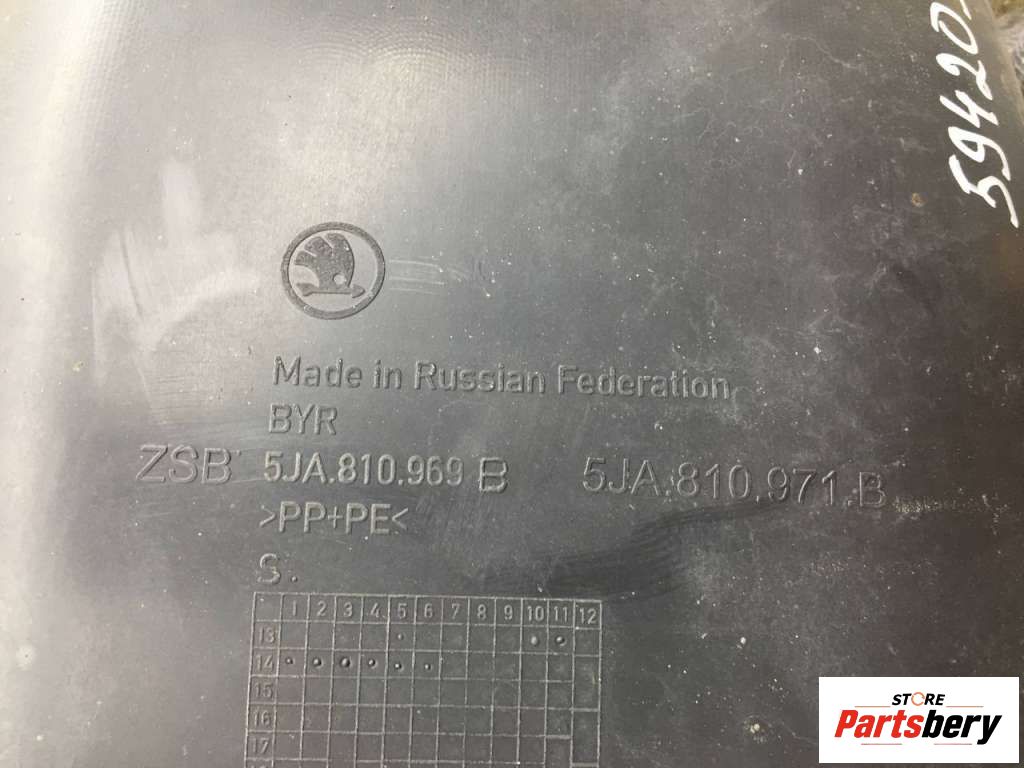 59420
Made in Russian Federation
BYR
ZSB 5JA.810.969 B 5JA.810.971.B
>PP+PE<
S.
1 2 3 4 5 6 7 8 9 10 11 12
13
14
15
16
17
STORE
Partsbery